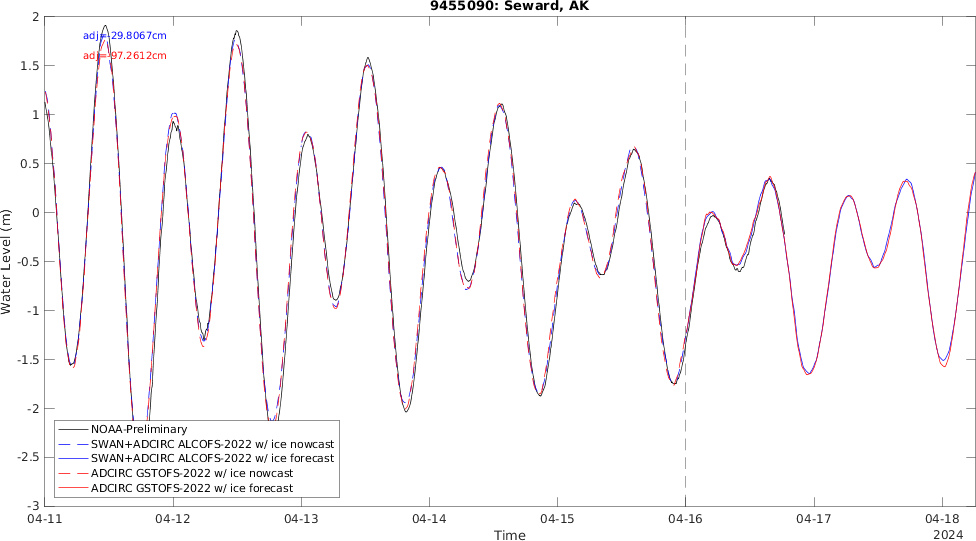 9455090: Seward, AK
adj=-29.8067cm
adj=-97.2612cm
2
1.5
1
0.5
0
-0.5
-1
-1.5
-2
-2.5
-3
Water Level (m)
NOAA-Preliminary
SWAN+ADCIRC ALCOFS-2022 w/ ice nowcast
SWAN+ADCIRC ALCOFS-2022 w/ ice forecast
ADCIRC GSTOFS-2022 w/ ice nowcast
ADCIRC GSTOFS-2022 w/ ice forecast
04-11 04-12 04-13 04-14 04-15 04-16 04-17 04-18
Time
2024